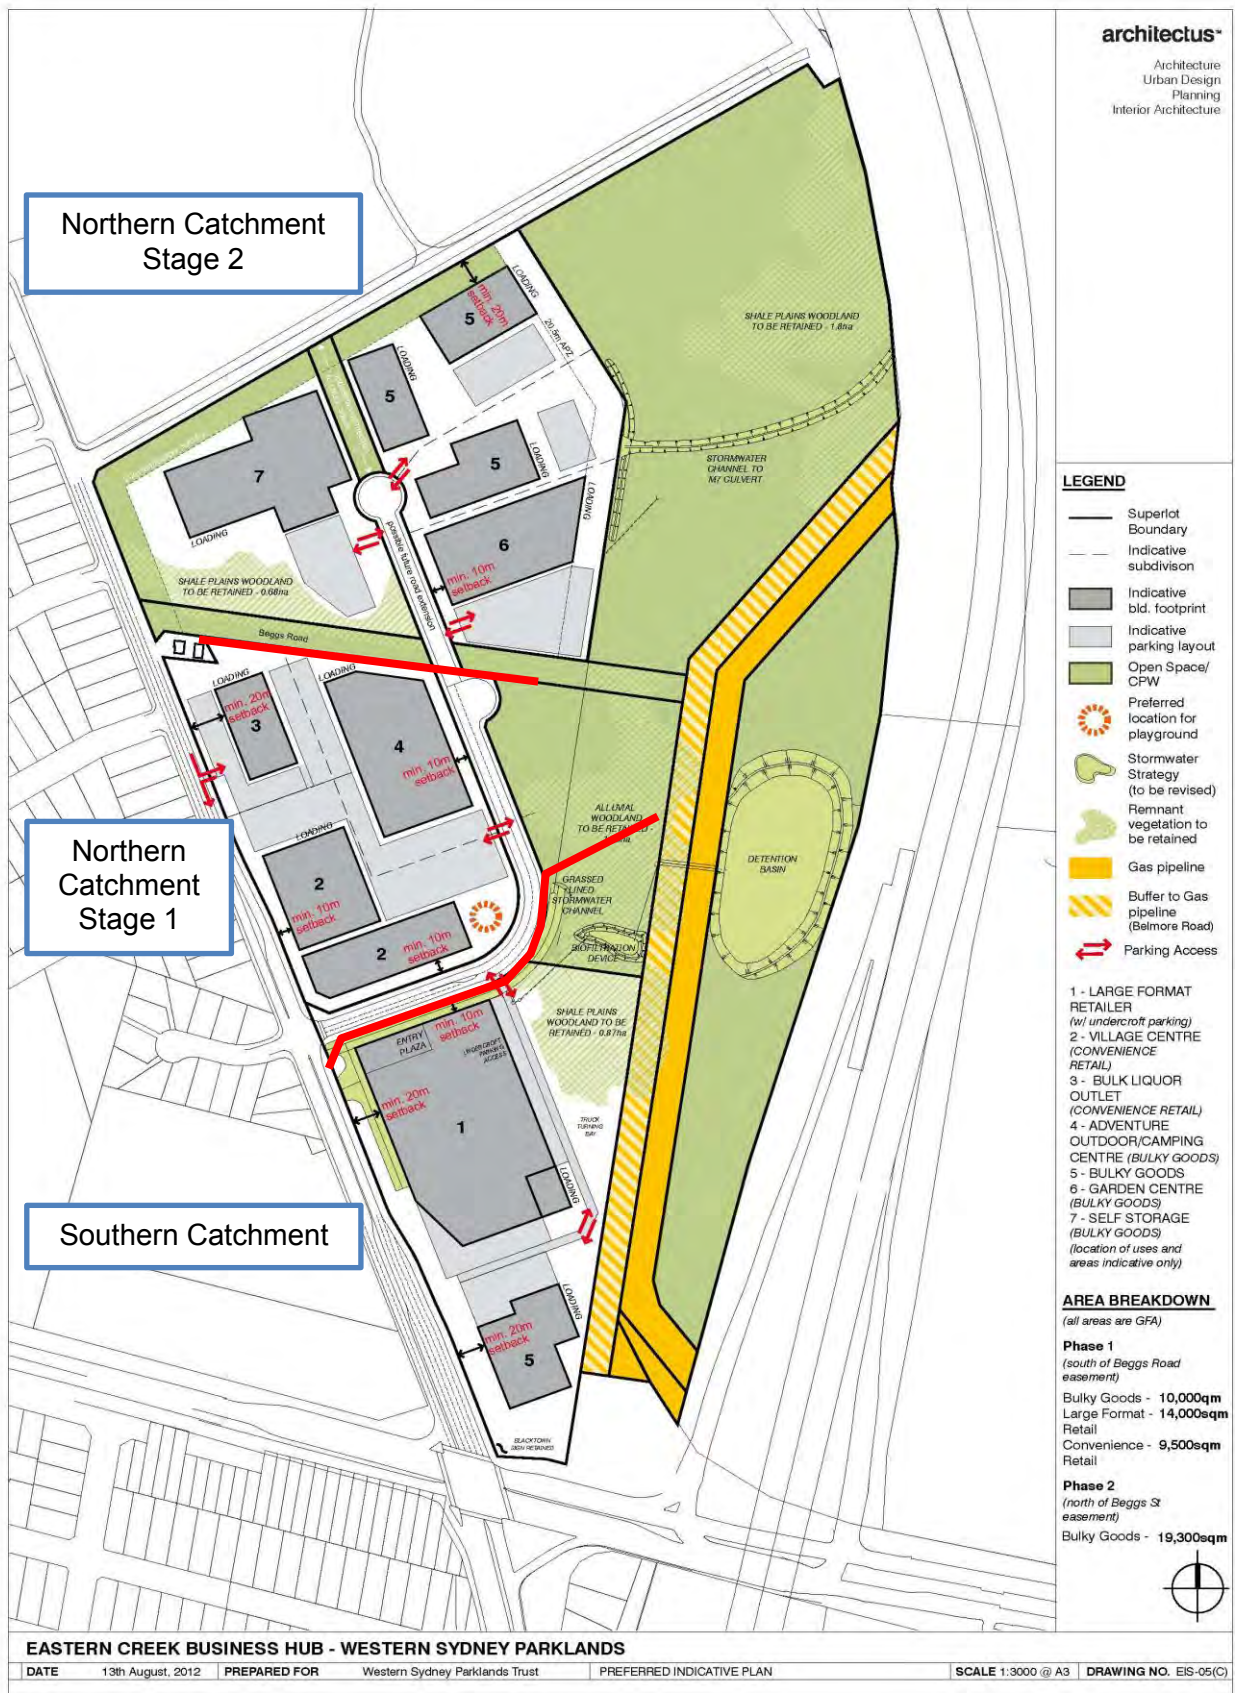 architectus™
Architecture
Urban Design
Planning
Interior Architecture
Northern Catchment
Stage 2
LOADING
min. 20m
setback
5
20.5m APZ
SHALE PLAINS WOODLAND
TO BE RETAINED - 1.8ha
LOADING
5
5
LOADING
7
LOADING
STORMWATER
CHANNEL TO
M7 CULVERT
LOADING
6
possible future road extension
min. 10m
setback
SHALE PLAINS WOODLAND
TO BE RETAINED - 0.68ha
Beggs Road
LOADING
LOADING
min. 20m
setback
3
4
min. 10m
setback
ALLUVIAL
WOODLAND
TO BE RETAINED -
LOADING
DETENTION
BASIN
Northern
Catchment
Stage 1
2
min. 10m
setback
GRASSED
LINED
STORMWATER
CHANNEL
2
min. 10m
setback
BIOFILTRATION
DEVICE
min. 10m
setback
ENTRY
PLAZA
UNDERCROFT
PARKING
ACCESS
SHALE PLAINS
WOODLAND TO BE
RETAINED - 0.87ha
min. 20m
setback
1
TRUCK
TURNING
BAY
LOADING
Southern Catchment
LOADING
min. 20m
setback
5
BLACKTOWN
SIGN RETAINED
LEGEND
Superlot
Boundary
Indicative
subdivison
Indicative
bld. footprint
Indicative
parking layout
Open Space/
CPW
Preferred
location for
playground
Stormwater
Strategy
(to be revised)
Remnant
vegetation to
be retained
Gas pipeline
Buffer to Gas
pipeline
(Belmore Road)
Parking Access
1 - LARGE FORMAT
RETAILER
(w/ undercroft parking)
2 - VILLAGE CENTRE
(CONVENIENCE
RETAIL)
3 - BULK LIQUOR
OUTLET
(CONVENIENCE RETAIL)
4 - ADVENTURE
OUTDOOR/CAMPING
CENTRE (BULKY GOODS)
5 - BULKY GOODS
6 - GARDEN CENTRE
(BULKY GOODS)
7 - SELF STORAGE
(BULKY GOODS)
(location of uses and
areas indicative only)
AREA BREAKDOWN
(all areas are GFA)
Phase 1
(south of Beggs Road
easement)
Bulky Goods - 10,000qm
Large Format - 14,000sqm
Retail
Convenience - 9,500sqm
Retail
Phase 2
(north of Beggs St
easement)
Bulky Goods - 19,300sqm
EASTERN CREEK BUSINESS HUB - WESTERN SYDNEY PARKLANDS
DATE 13th August, 2012 PREPARED FOR Western Sydney Parklands Trust PREFERRED INDICATIVE PLAN SCALE 1:3000 @ A3 DRAWING NO. EIS-05(C)